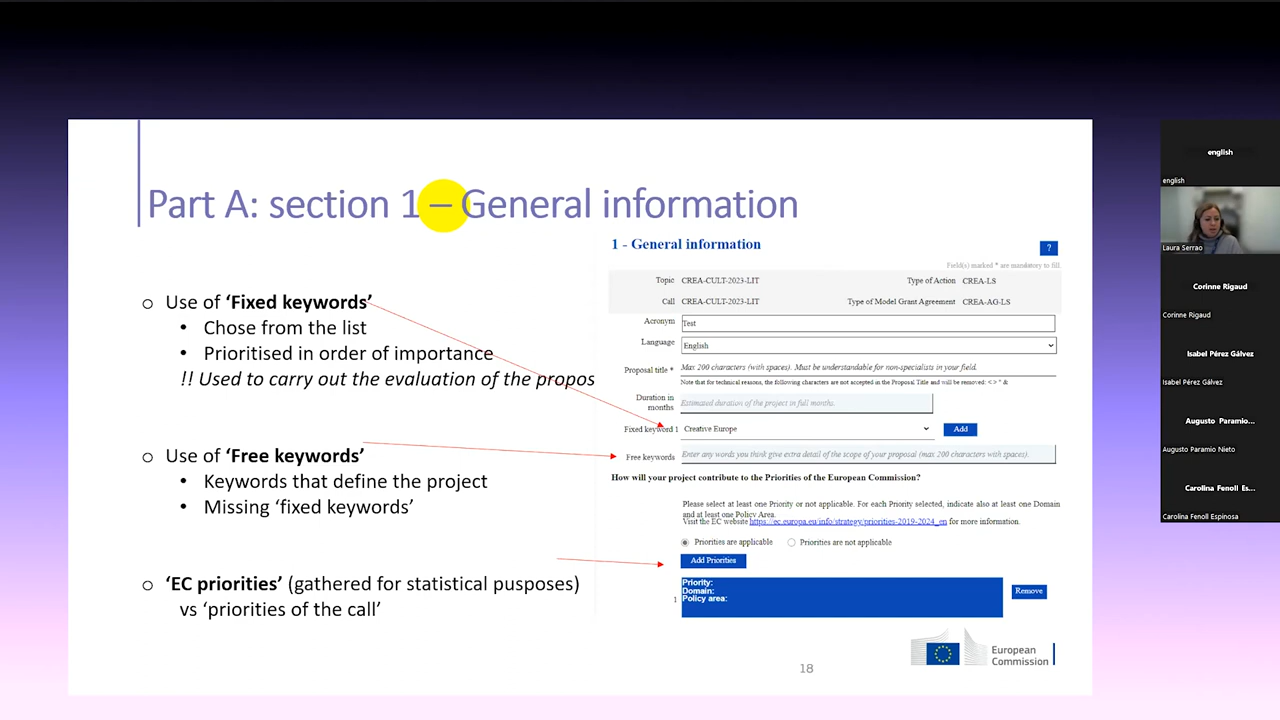 Part A: section 1 – General information
o Use of ‘Fixed keywords’
• Chose from the list
• Prioritised in order of importance
!! Used to carry out the evaluation of the propos
o Use of ‘Free keywords’
• Keywords that define the project
• Missing ‘fixed keywords’
o ‘EC priorities’ (gathered for statistical pusposes)
vs ‘priorities of the call’
1 - General information
?
Field(s) marked * are mandatory to fill.
Topic CREA-CULT-2023-LIT Type of Action CREA-LS
Call CREA-CULT-2023-LIT Type of Model Grant Agreement CREA-AG-LS
Acronym Test
Language English
Proposal title * Max 200 characters (with spaces). Must be understandable for non-specialists in your field.
Note that for technical reasons, the following characters are not accepted in the Proposal Title and will be removed: < > " &
Duration in months Estimated duration of the project in full months.
Fixed keyword 1 Creative Europe Add
Free keywords Enter any words you think give extra detail of the scope of your proposal (max 200 characters with spaces).
How will your project contribute to the Priorities of the European Commission?
Please select at least one Priority or not applicable. For each Priority selected, indicate also at least one Domain
and at least one Policy Area.
Visit the EC website https://ec.europa.eu/info/strategy/priorities-2019-2024_en for more information.
Priorities are applicable Priorities are not applicable
Add Priorities
Priority:
Domain:
1 Policy area:
Remove
European
Commission
18
english
english
Laura Serrao
Corinne Rigaud
Corinne Rigaud
Isabel Pérez Gálvez
Isabel Pérez Gálvez
Augusto Paramio...
Augusto Paramio Nieto
Carolina Fenoll Es...
Carolina Fenoll Espinosa